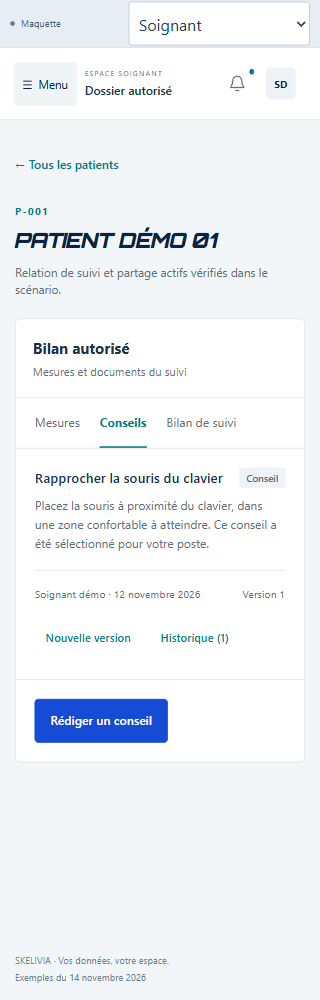 Maquette
Soignant
☰ Menu
ESPACE SOIGNANT
Dossier autorisé
SD
← Tous les patients
P-001
PATIENT DÉMO 01
Relation de suivi et partage actifs vérifiés dans le
scénario.
Bilan autorisé
Mesures et documents du suivi
Mesures Conseils Bilan de suivi
Rapprocher la souris du clavier Conseil
Placez la souris à proximité du clavier, dans
une zone confortable à atteindre. Ce conseil a
été sélectionné pour votre poste.
Soignant démo · 12 novembre 2026 Version 1
Nouvelle version Historique (1)
Rédiger un conseil
SKELIVIA · Vos données, votre espace.
Exemples du 14 novembre 2026